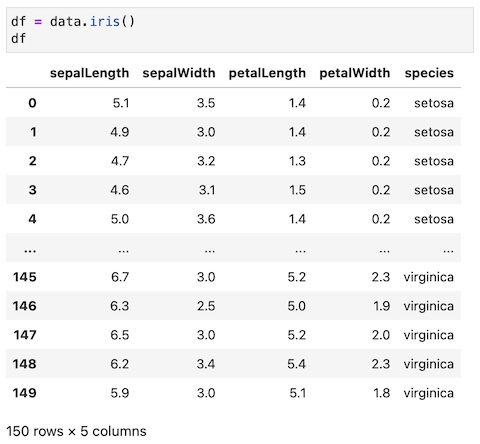 df = data.iris()
df
sepalLength sepalWidth petalLength petalWidth species
0 5.1 3.5 1.4 0.2 setosa
1 4.9 3.0 1.4 0.2 setosa
2 4.7 3.2 1.3 0.2 setosa
3 4.6 3.1 1.5 0.2 setosa
4 5.0 3.6 1.4 0.2 setosa
... ... ... ... ... ...
145 6.7 3.0 5.2 2.3 virginica
146 6.3 2.5 5.0 1.9 virginica
147 6.5 3.0 5.2 2.0 virginica
148 6.2 3.4 5.4 2.3 virginica
149 5.9 3.0 5.1 1.8 virginica
150 rows × 5 columns